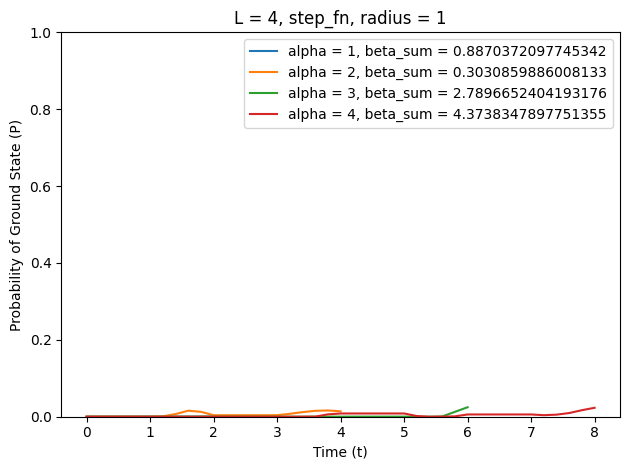 L = 4, step_fn, radius = 1
alpha = 1, beta_sum = 0.8870372097745342
alpha = 2, beta_sum = 0.3030859886008133
alpha = 3, beta_sum = 2.7896652404193176
alpha = 4, beta_sum = 4.3738347897751355
Probability of Ground State (P)
1.0
0.8
0.6
0.4
0.2
0.0
0 1 2 3 4 5 6 7 8
Time (t)